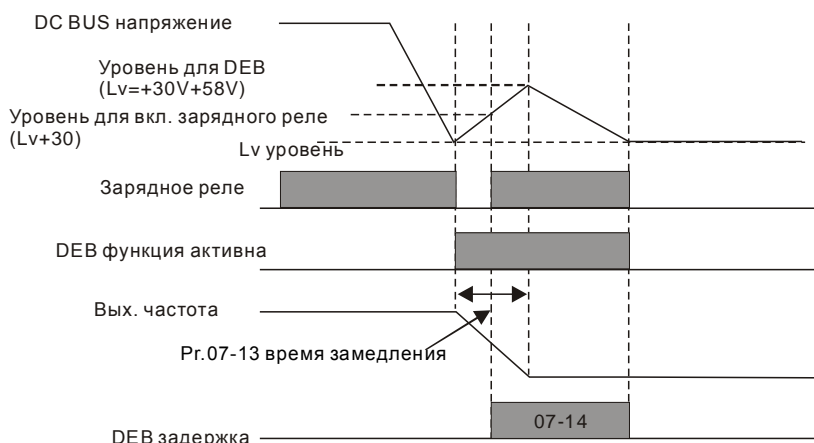 DC BUS напряжение
Уровень для DEB
(Lv=+30V+58V)
Уровень для вкл. зарядного реле
(Lv+30)
Lv уровень
Зарядное реле
DEB функция активна
Вых. частота
Pr.07-13 время замедления
07-14
DEB задержка